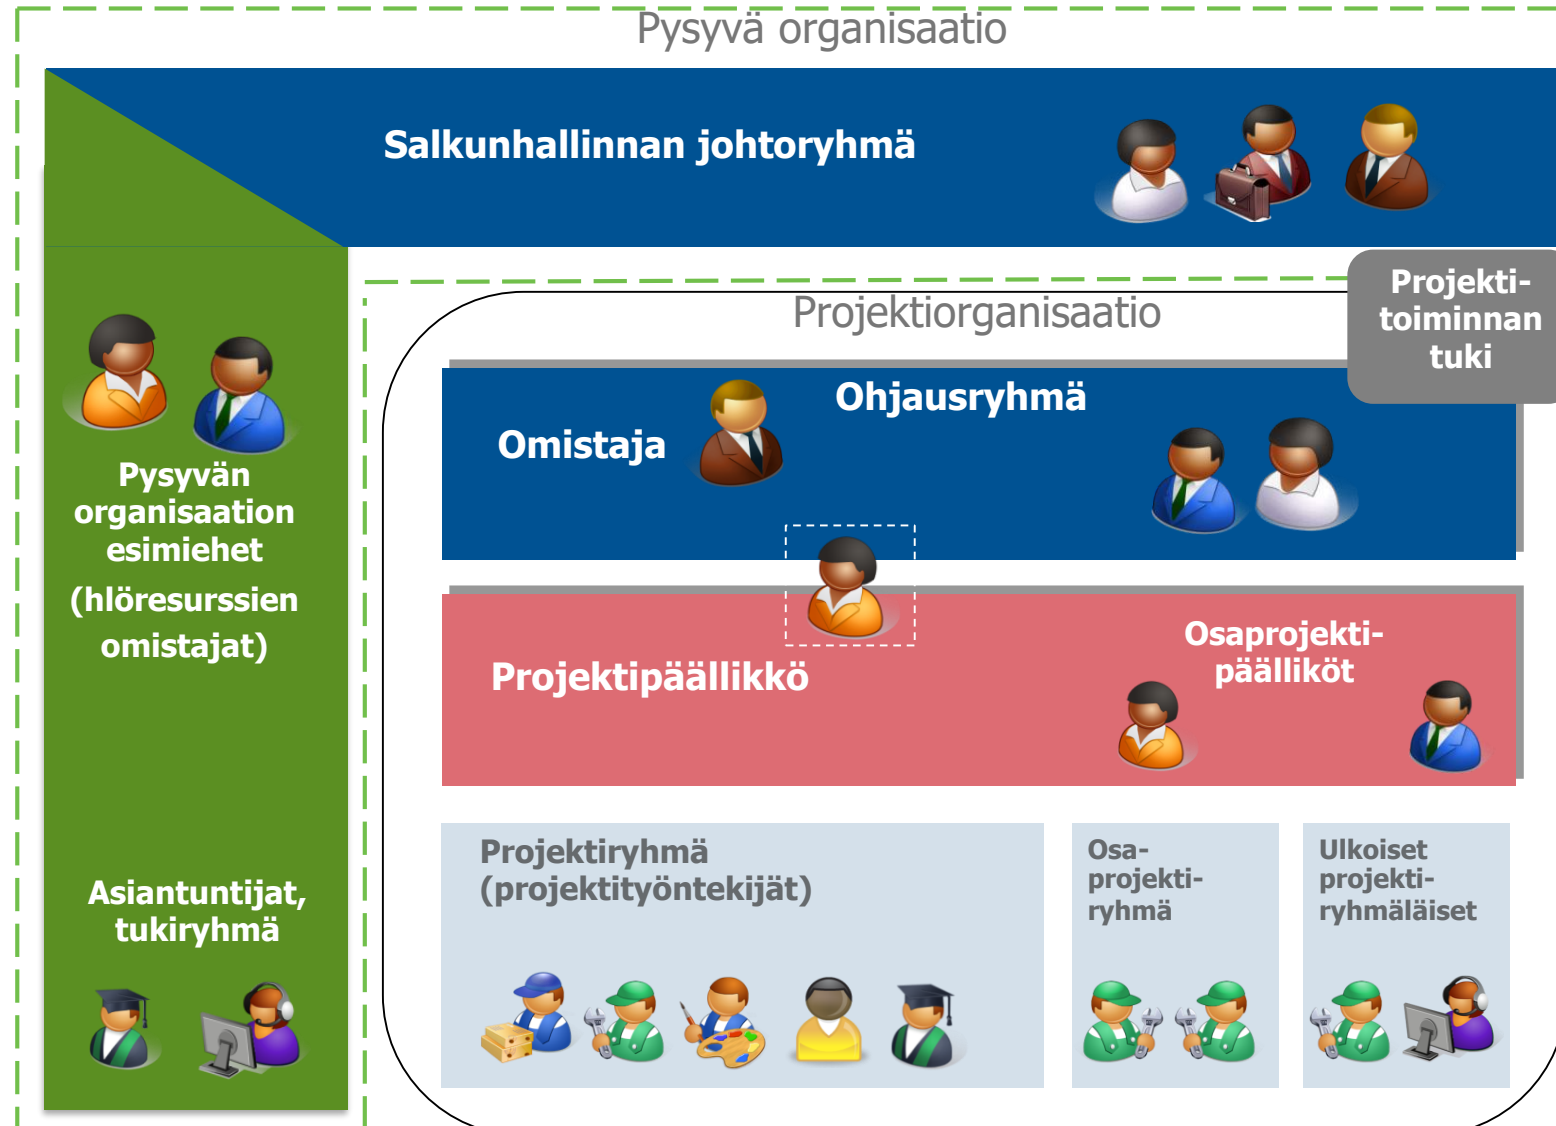 Pysyvä organisaatio
Salkunhallinnan johtoryhmä
Projekti-
toiminnan
tuki
Projektiorganisaatio
Ohjausryhmä
Omistaja
Pysyvän
organisaation
esimiehet
(hlöresurssien
omistajat)
Projektipäällikkö
Osaprojekti-
päälliköt
Asiantuntijat,
tukiryhmä
Projektiryhmä
(projektityöntekijät)
Osa-
projekti-
ryhmä
Ulkoiset
projekti-
ryhmäläiset